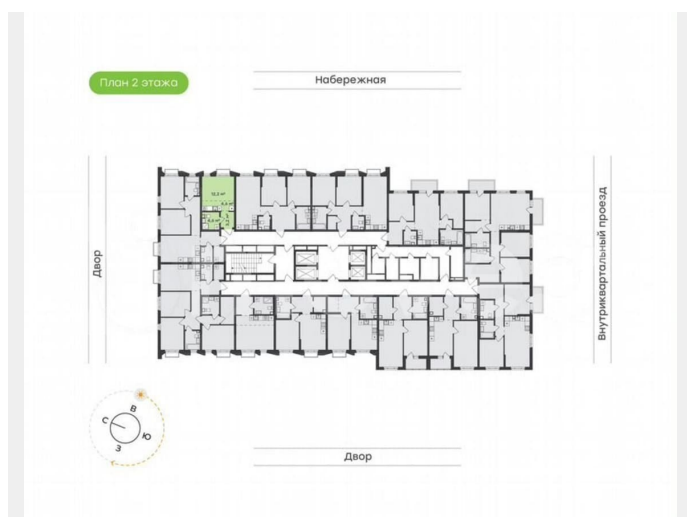 План 2 этажа
Набережная
Двор
Внутриквартальный проезд
В
С
Ю
З
Двор